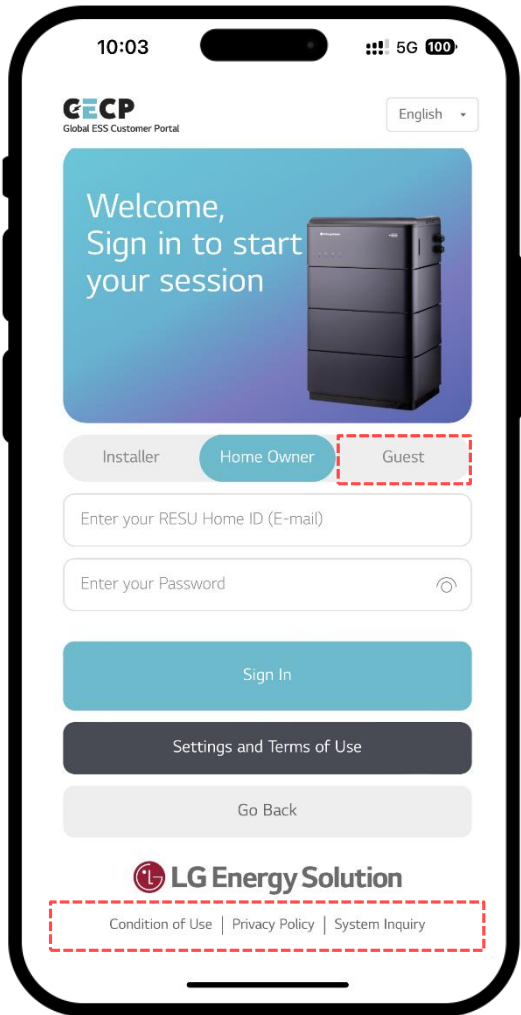 10:03
5G 100
GECP
Global ESS Customer Portal
English
Welcome,
Sign in to start
your session
Installer
Home Owner
Guest
Enter your RESU Home ID (E-mail)
Enter your Password
Sign In
Settings and Terms of Use
Go Back
LG Energy Solution
Condition of Use | Privacy Policy | System Inquiry